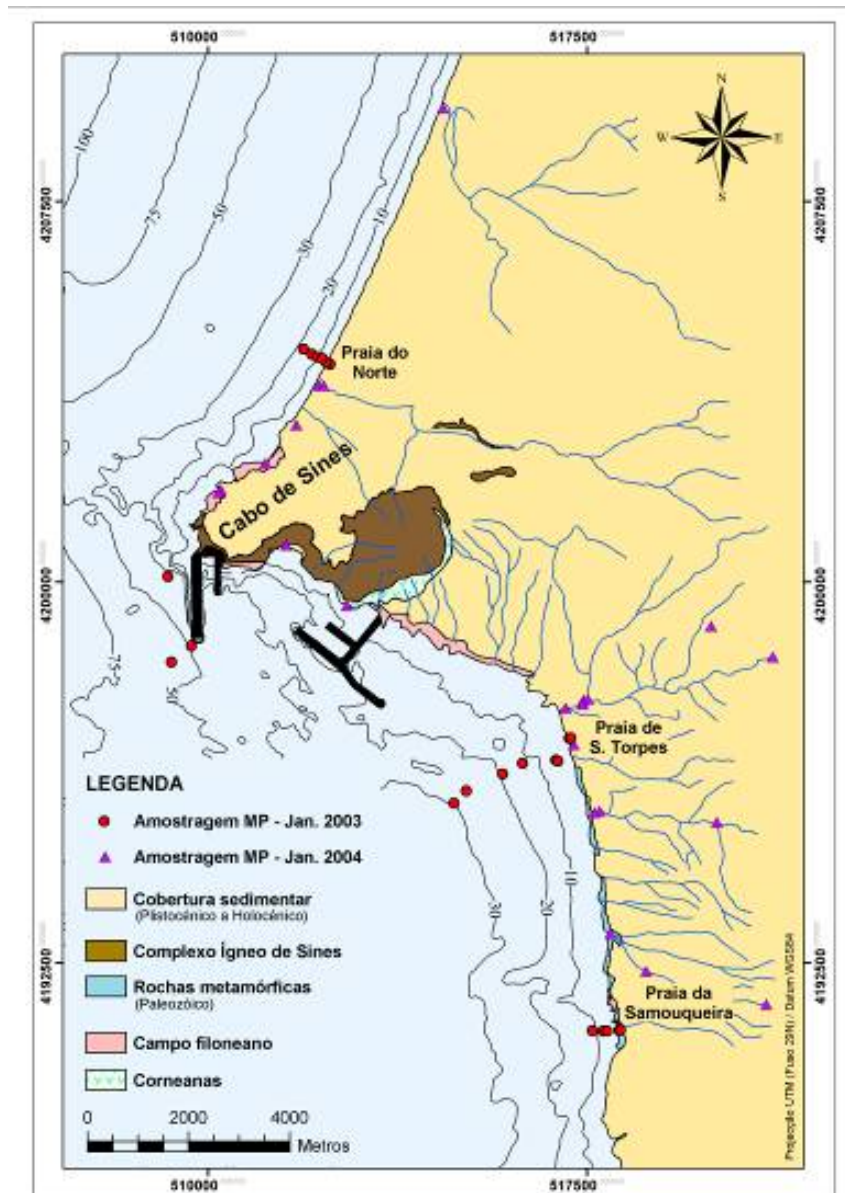 510000
517500
N
W
E
S
100
75
50
30
20
10
4207500
4207500
Praia do
Norte
Cabo de Sines
4200000
4200000
75
50
Praia de
S. Torpes
LEGENDA
Amostragem MP - Jan. 2003
Amostragem MP - Jan. 2004
Cobertura sedimentar
(Plistocénico a Holocénico)
Complexo Ígneo de Sines
Rochas metamórficas
(Paleozóico)
Campo filoneano
Corneanas
30
20
10
4192500
4192500
Praia da
Samouqueira
0
2000
4000
Metros
Projecção UTM (Fuso 29N) / Datum WGS84
510000
517500